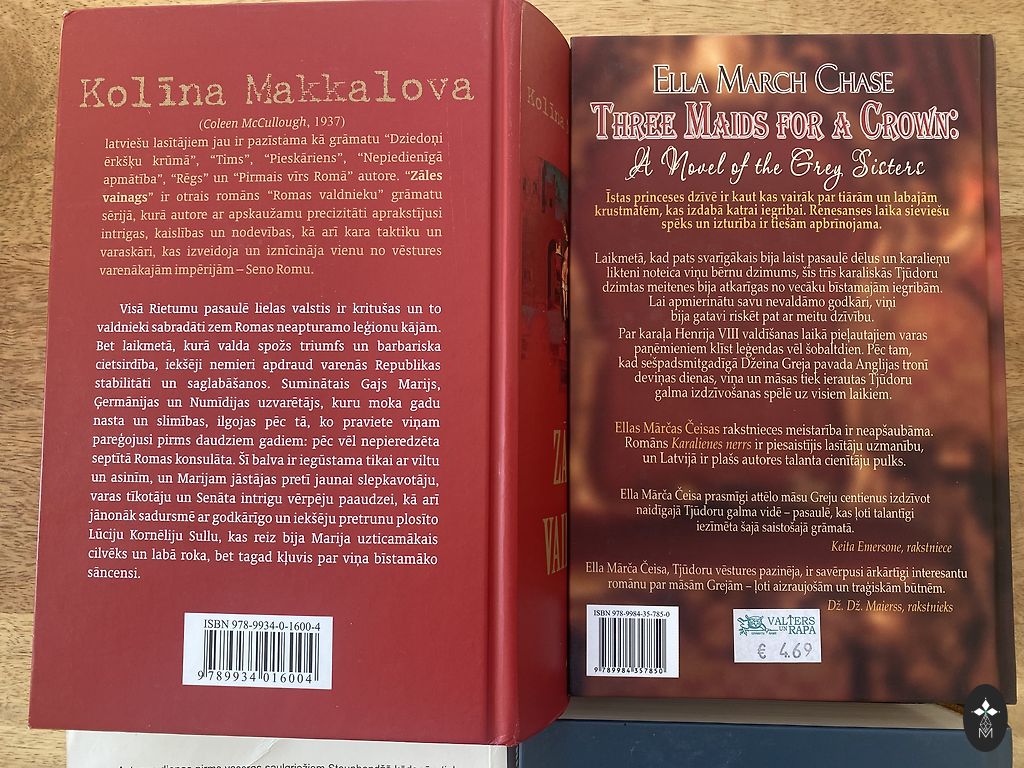 Kolīna Makkalova
(Coleen McCullough, 1937)
latviešu lasītājiem jau ir pazīstama kā grāmatu “Dziedoņi
ērkšķu krūmā”, “Tims”, “Pieskāriens”, “Nepiedienīgā
apmātība”, “Rēgs” un “Pirmais vīrs Romā” autore. “Zāles
vainags” ir otrais romāns “Romas valdnieku” grāmatu
sērijā, kurā autore ar apskaužamu precizitāti aprakstījusi
intrigas, kaislības un nodevības, kā arī kara taktiku un
varaskāri, kas izveidoja un iznīcināja vienu no vēstures
varenākajām impērijām – Seno Romu.
Visā Rietumu pasaulē lielas valstis ir kritušas un to
valdnieki sabradāti zem Romas neapturamo leģionu kājām.
Bet laikmetā, kurā valda spožs triumfs un barbariska
cietsirdība, iekšēji nemieri apdraud varenās Republikas
stabilitāti un saglabāšanos. Suminātais Gajs Marijs,
Ģermānijas un Numīdijas uzvarētājs, kuru moka gadu
nasta un slimības, ilgojas pēc tā, ko praviete viņam
pareģojusi pirms daudziem gadiem: pēc vēl nepieredzēta
septītā Romas konsulāta. Šī balva ir iegūstama tikai ar viltu
un asinīm, un Marijam jāstājas pretī jaunai slepkavotāju,
varas tīkotāju un Senāta intrigu vērpēju paaudzei, kā arī
jānonāk sadursmē ar godkārīgo un iekšēju pretrunu plosīto
Lūciju Kornēliju Sullu, kas reiz bija Marija uzticamākais
cilvēks un labā roka, bet tagad kļuvis par viņa bīstamāko
sāncensi.
ISBN 978-9934-0-1600-4
9 789934 016004
Kolīna
ZĀ
VAI
ELLA MARCH CHASE
THREE MAIDS FOR A CROWN:
A Novel of the Grey Sisters
Īstas princeses dzīvē ir kaut kas vairāk par tiārām un labajām
krustmātēm, kas izdabā katrai iegribai. Renesanses laika sieviešu
spēks un izturība ir tiešām apbrīnojama.
Laikmetā, kad pats svarīgākais bija laist pasaulē dēlus un karalieņu
likteni noteica viņu bērnu dzimums, šīs trīs karaliskās Tjūdoru
dzimtas meitenes bija atkarīgas no vecāku bīstamajām iegribām.
Lai apmierinātu savu nevaldāmo godkāri, viņi
bija gatavi riskēt pat ar meitu dzīvību.
Par karaļa Henrija VIII valdīšanas laikā pieļautajiem varas
paņēmieniem klīst leģendas vēl šobaltdien. Pēc tam,
kad sešpadsmitgadīgā Džeina Greja pavada Anglijas tronī
deviņas dienas, viņa un māsas tiek ierautas Tjūdoru
galma izdzīvošanas spēlē uz visiem laikiem.
Ellas Mārčas Čeisas rakstnieces meistarība ir neapšaubāma.
Romāns Karalienes nerrs ir piesaistījis lasītāju uzmanību,
un Latvijā ir plašs autores talanta cienītāju pulks.
Ella Mārča Čeisa prasmīgi attēlo māsu Greju centienus izdzīvot
naidīgajā Tjūdoru galma vidē – pasaulē, kas ļoti talantīgi
iezīmēta šajā saistošajā grāmatā.
Keita Emersone, rakstniece
Ella Mārča Čeisa, Tjūdoru vēstures pazinēja, ir savērpusi ārkārtīgi interesantu
romānu par māsām Grejām – ļoti aizraujošām un traģiskām būtnēm.
Dž. Dž. Maierss, rakstnieks
ISBN 978-9984-35-785-0
9 789984 357850
VALTERS
UN
RAPA
€ 4.69